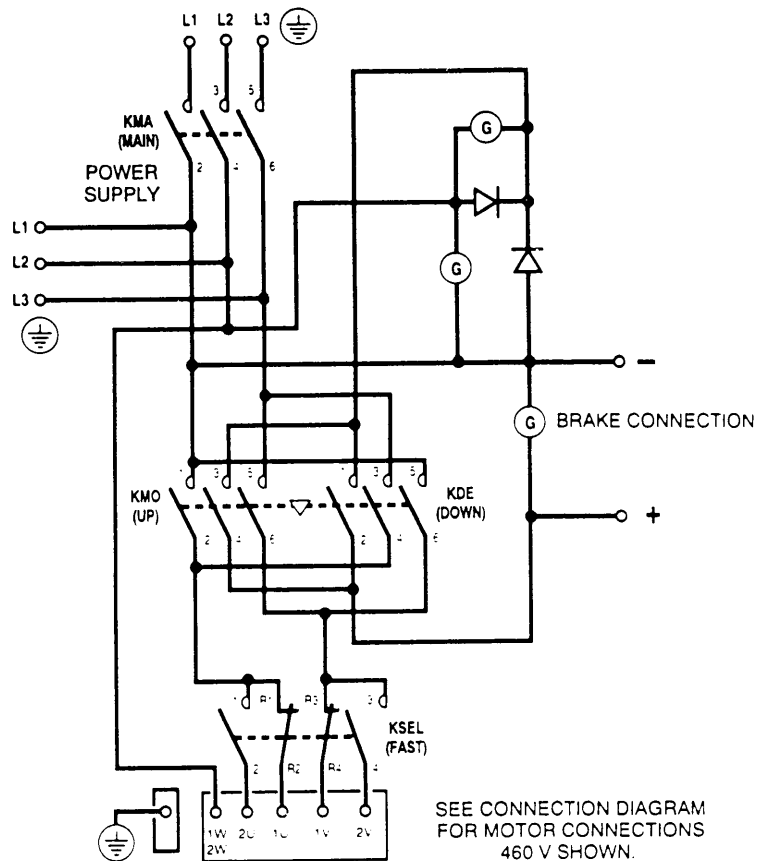 L1 L2 L3
3 5
KMA
(MAIN)
2 4 6
POWER
SUPPLY
G
L1
G
L2
L3
−
G BRAKE CONNECTION
1 3 5 1 3 5
KMO
(UP)
KDE
(DOWN)
2 4 6 2 4 6
+
1 R1 R3 3
KSEL
(FAST)
2 R2 R4 4
1W 2U 1U 1V 2V
2W
SEE CONNECTION DIAGRAM
FOR MOTOR CONNECTIONS
460 V SHOWN.